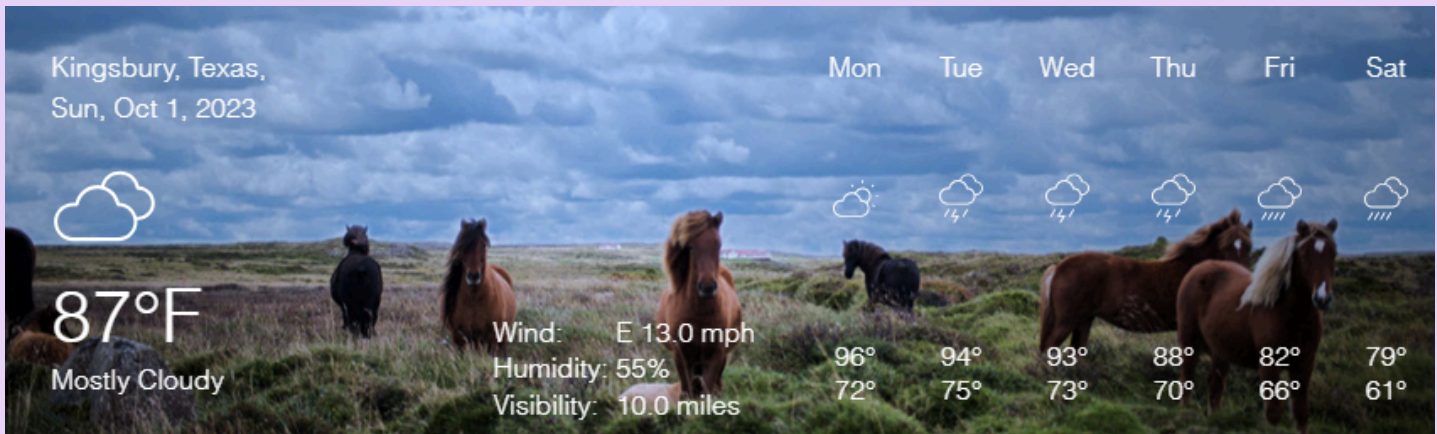 Kingsbury, Texas,
Sun, Oct 1, 2023
87°F
Mostly Cloudy
Wind: E 13.0 mph
Humidity: 55%
Visibility: 10.0 miles
Mon Tue Wed Thu Fri Sat
96° 94° 93° 88° 82° 79°
72° 75° 73° 70° 66° 61°